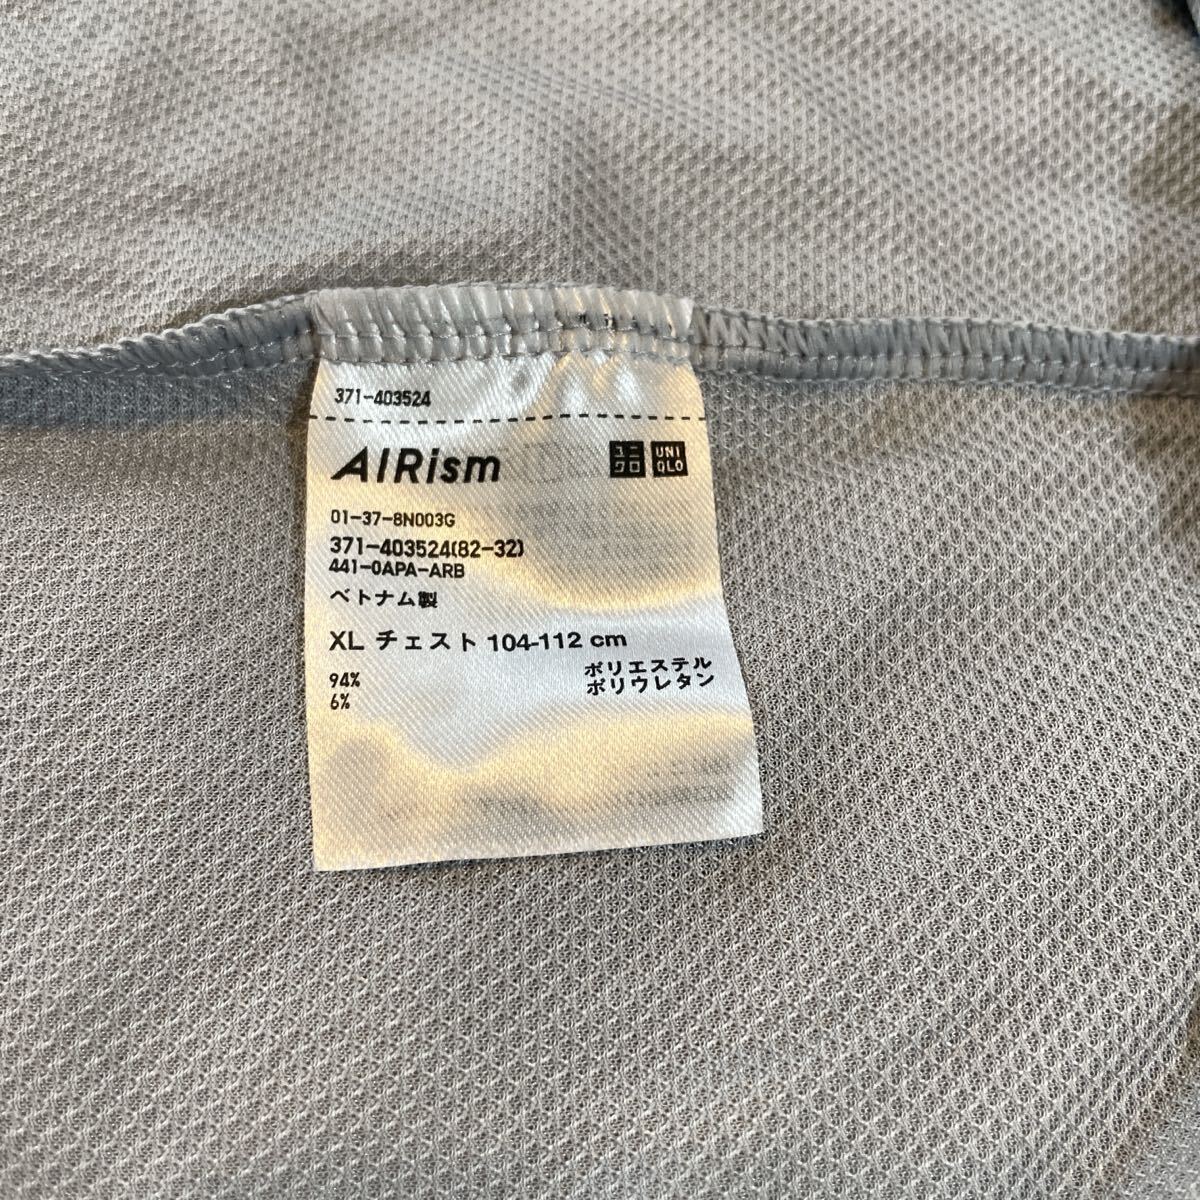 371-403524
AIRism ユニクロ UNIQLO
01-37-8N003G
371-403524(82-32)
441-0APA-ARB
ベトナム製
XL チェスト 104-112 cm
94% ポリエステル
6% ポリウレタン